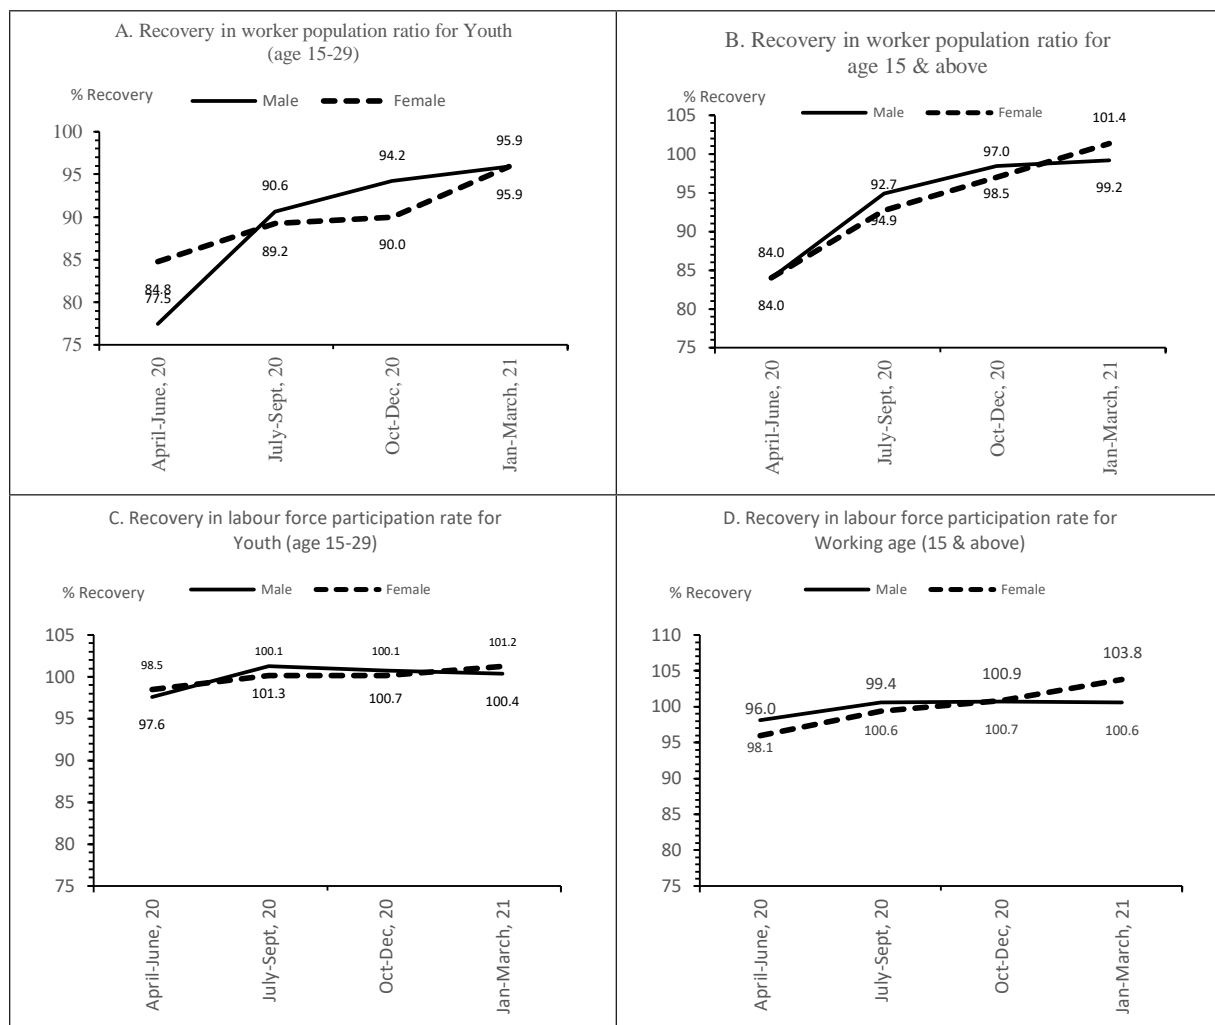 A. Recovery in worker population ratio for Youth
(age 15-29)
% Recovery
Male
Female
100
95
90
85
80
75
95.9
94.2
90.6
95.9
89.2
90.0
84.8
77.5
April-June, 20
July-Sept, 20
Oct-Dec, 20
Jan-March, 21
B. Recovery in worker population ratio for
age 15 & above
% Recovery
Male
Female
105
100
95
90
85
80
75
101.4
97.0
92.7
99.2
98.5
94.9
84.0
84.0
April-June, 20
July-Sept, 20
Oct-Dec, 20
Jan-March, 21
C. Recovery in labour force participation rate for
Youth (age 15-29)
% Recovery
Male
Female
105
100
95
90
85
80
75
98.5
100.1
100.1
101.2
97.6
101.3
100.7
100.4
April-June, 20
July-Sept, 20
Oct-Dec, 20
Jan-March, 21
D. Recovery in labour force participation rate for
Working age (15 & above)
% Recovery
Male
Female
110
105
100
95
90
85
80
75
96.0
99.4
100.9
103.8
98.1
100.6
100.7
100.6
April-June, 20
July-Sept, 20
Oct-Dec, 20
Jan-March, 21